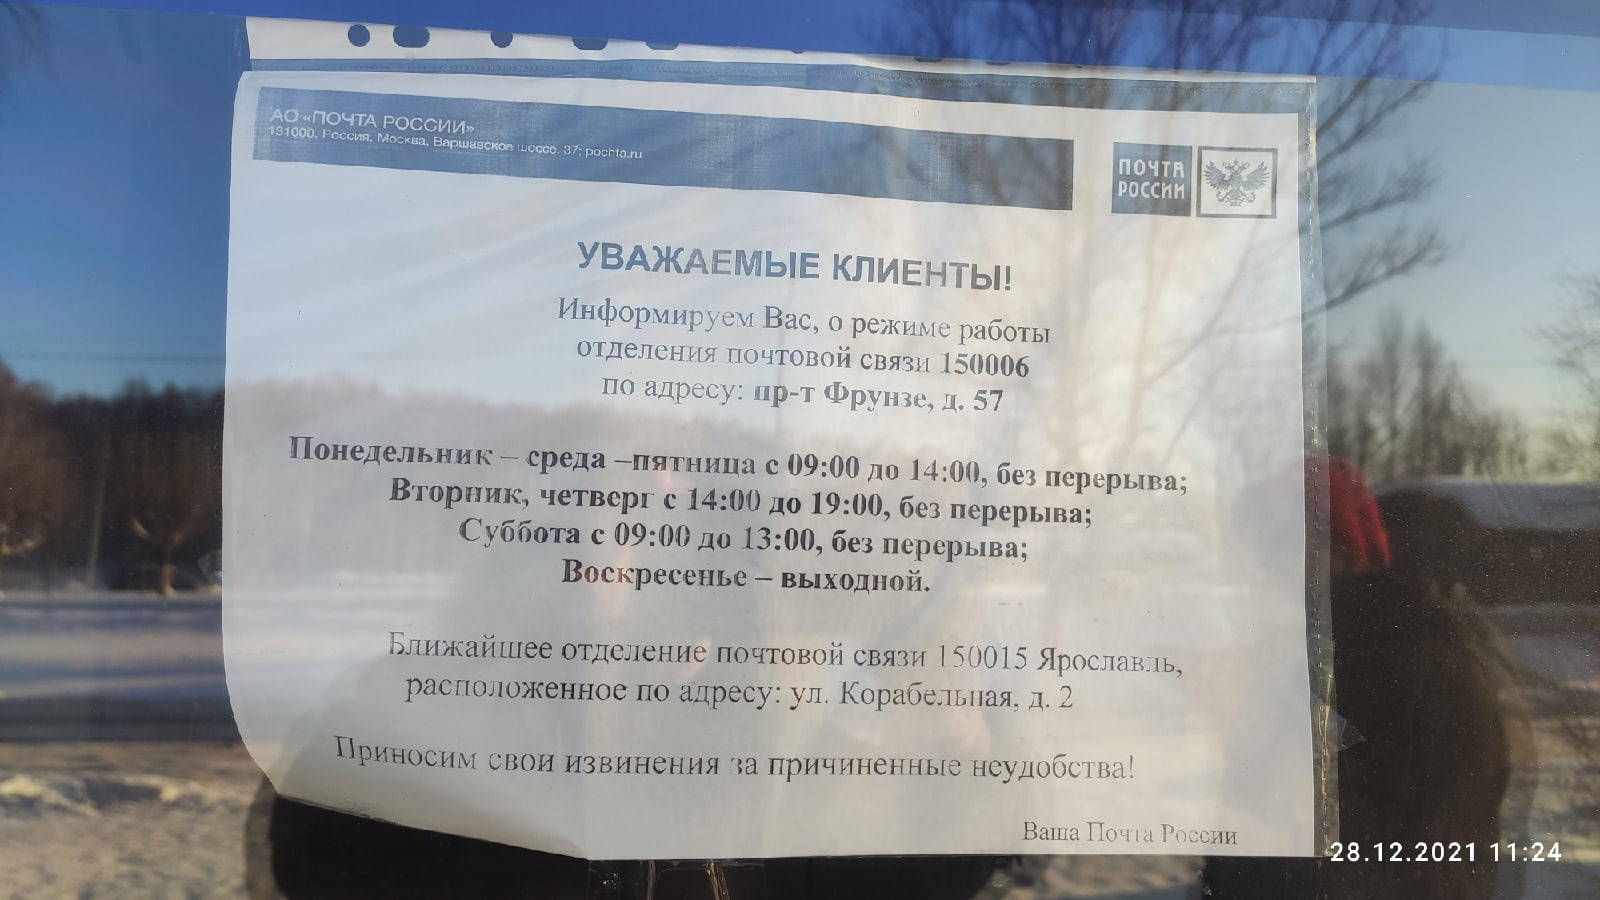 АО «ПОЧТА РОССИИ»
131000, Россия, Москва, Варшавское шоссе, 37; pochta.ru
ПОЧТА
РОССИИ
УВАЖАЕМЫЕ КЛИЕНТЫ!
Информируем Вас, о режиме работы
отделения почтовой связи 150006
по адресу: пр-т Фрунзе, д. 57
Понедельник – среда –пятница с 09:00 до 14:00, без перерыва;
Вторник, четверг с 14:00 до 19:00, без перерыва;
Суббота с 09:00 до 13:00, без перерыва;
Воскресенье – выходной.
Ближайшее отделение почтовой связи 150015 Ярославль,
расположенное по адресу: ул. Корабельная, д. 2
Приносим свои извинения за причиненные неудобства!
Ваша Почта России
28.12.2021 11:24